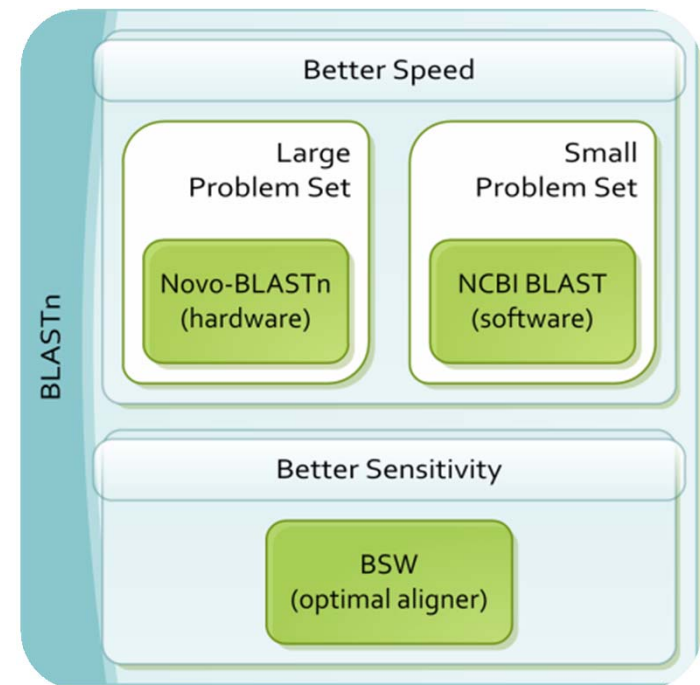 BLASTn
Better Speed
Large
Problem Set
Novo-BLASTn
(hardware)
Small
Problem Set
NCBI BLAST
(software)
Better Sensitivity
BSW
(optimal aligner)